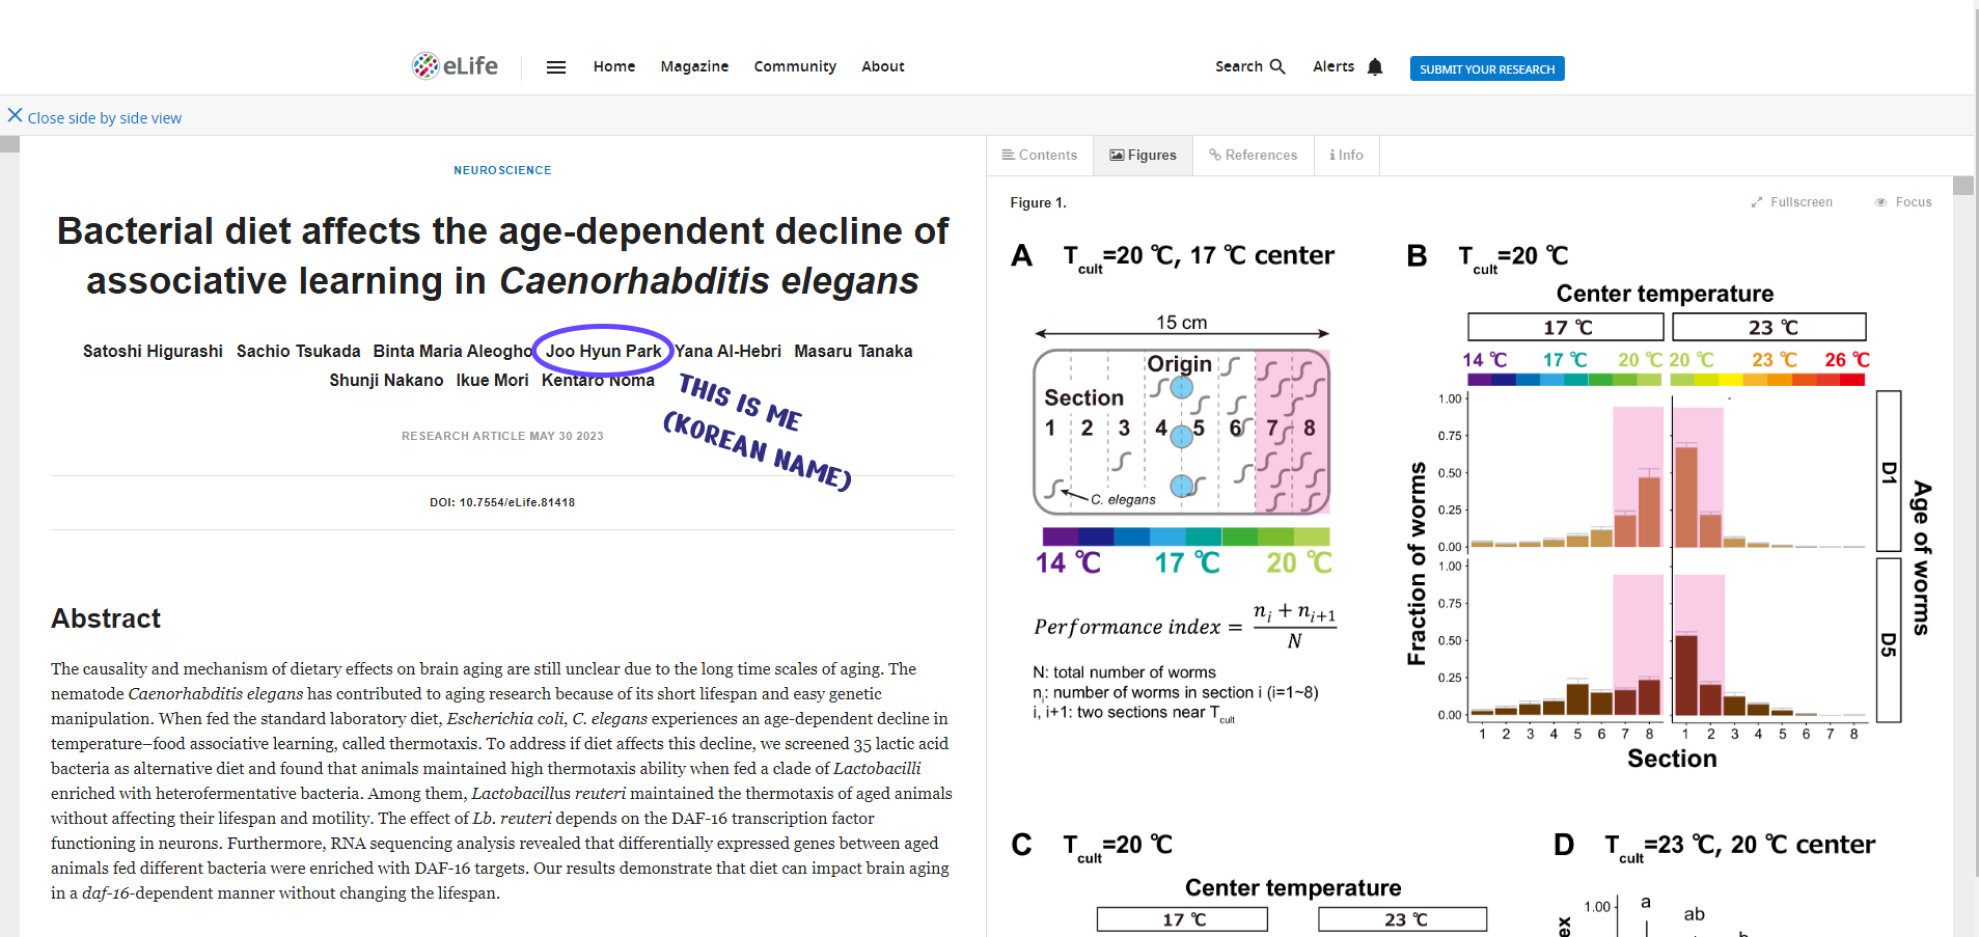 eLife
Home Magazine Community About
Search Alerts SUBMIT YOUR RESEARCH
Close side by side view
NEUROSCIENCE
Bacterial diet affects the age-dependent decline of
associative learning in Caenorhabditis elegans
Satoshi Higurashi Sachio Tsukada Binta Maria Aleogho Joo Hyun Park Yana Al-Hebri Masaru Tanaka
Shunji Nakano Ikue Mori Kentaro Noma
THIS IS ME
(KOREAN NAME)
RESEARCH ARTICLE MAY 30 2023
DOI: 10.7554/eLife.81418
Abstract
The causality and mechanism of dietary effects on brain aging are still unclear due to the long time scales of aging. The
nematode Caenorhabditis elegans has contributed to aging research because of its short lifespan and easy genetic
manipulation. When fed the standard laboratory diet, Escherichia coli, C. elegans experiences an age-dependent decline in
temperature–food associative learning, called thermotaxis. To address if diet affects this decline, we screened 35 lactic acid
bacteria as alternative diet and found that animals maintained high thermotaxis ability when fed a clade of Lactobacilli
enriched with heterofermentative bacteria. Among them, Lactobacillus reuteri maintained the thermotaxis of aged animals
without affecting their lifespan and motility. The effect of Lb. reuteri depends on the DAF-16 transcription factor
functioning in neurons. Furthermore, RNA sequencing analysis revealed that differentially expressed genes between aged
animals fed different bacteria were enriched with DAF-16 targets. Our results demonstrate that diet can impact brain aging
in a daf-16-dependent manner without changing the lifespan.
Contents Figures References Info
Figure 1.
Fullscreen Focus
A Tcult=20 ℃, 17 ℃ center
15 cm
Origin
Section
1 2 3 4 5 6 7 8
C. elegans
14 ℃ 17 ℃ 20 ℃
Performance index = ni + ni+1 / N
N: total number of worms
ni: number of worms in section i (i=1~8)
i, i+1: two sections near Tcult
B Tcult=20 ℃
Center temperature
17 ℃ 23 ℃
14 ℃ 17 ℃ 20 ℃ 20 ℃ 23 ℃ 26 ℃
Fraction of worms
1.00
0.75
0.50
0.25
0.00
D1
1.00
0.75
0.50
0.25
0.00
D5
Age of worms
1 2 3 4 5 6 7 8 1 2 3 4 5 6 7 8
Section
C Tcult=20 ℃
Center temperature
17 ℃ 23 ℃
D Tcult=23 ℃, 20 ℃ center
1.00
a
ab